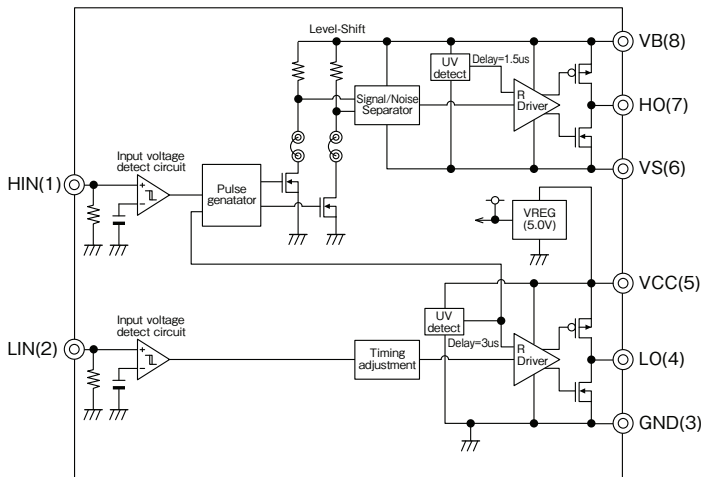 Level-Shift
VB(8)
UV
detect
Delay=1.5us
Signal/Noise
Separator
R
Driver
HO(7)
VS(6)
Input voltage
detect circuit
HIN(1)
Pulse
genatator
VREG
(5.0V)
VCC(5)
UV
detect
Delay=3us
Input voltage
detect circuit
LIN(2)
Timing
adjustment
R
Driver
LO(4)
GND(3)